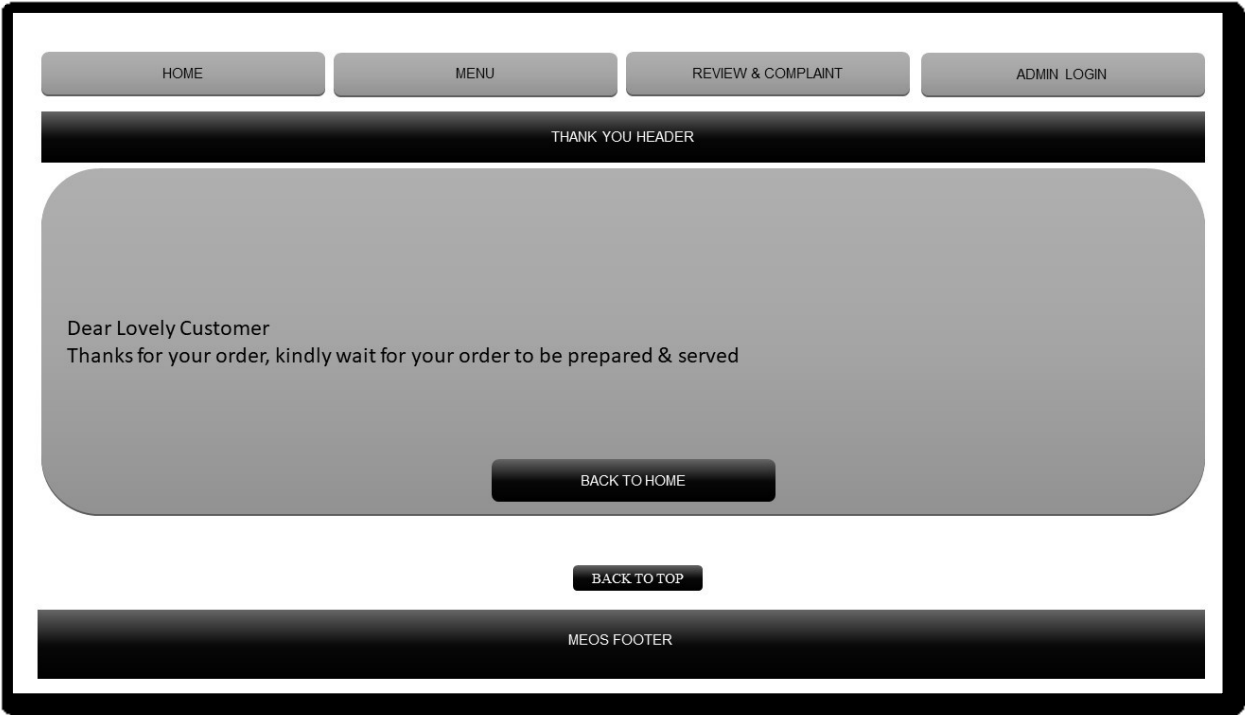 HOME
MENU
REVIEW & COMPLAINT
ADMIN LOGIN
THANK YOU HEADER
Dear Lovely Customer
Thanks for your order, kindly wait for your order to be prepared & served
BACK TO HOME
BACK TO TOP
MEOS FOOTER